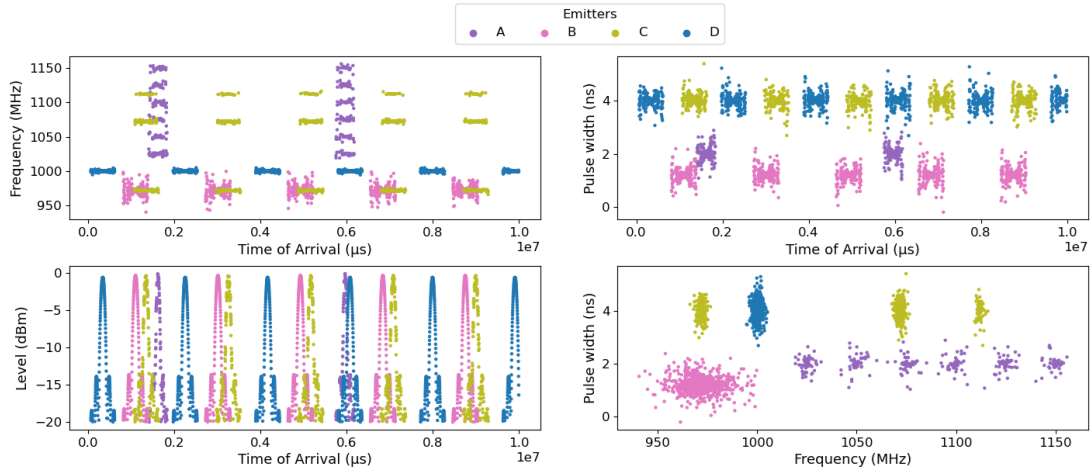 Emitters
A B C D
Frequency (MHz)
1150
1100
1050
1000
950
0.0 0.2 0.4 0.6 0.8 1.0
1e7
Time of Arrival (μs)
Pulse width (ns)
6
4
2
0
0.0 0.2 0.4 0.6 0.8 1.0
1e7
Time of Arrival (μs)
Level (dBm)
0
−5
−10
−15
−20
0.0 0.2 0.4 0.6 0.8 1.0
1e7
Time of Arrival (μs)
Pulse width (ns)
4
2
0
950 1000 1050 1100 1150
Frequency (MHz)